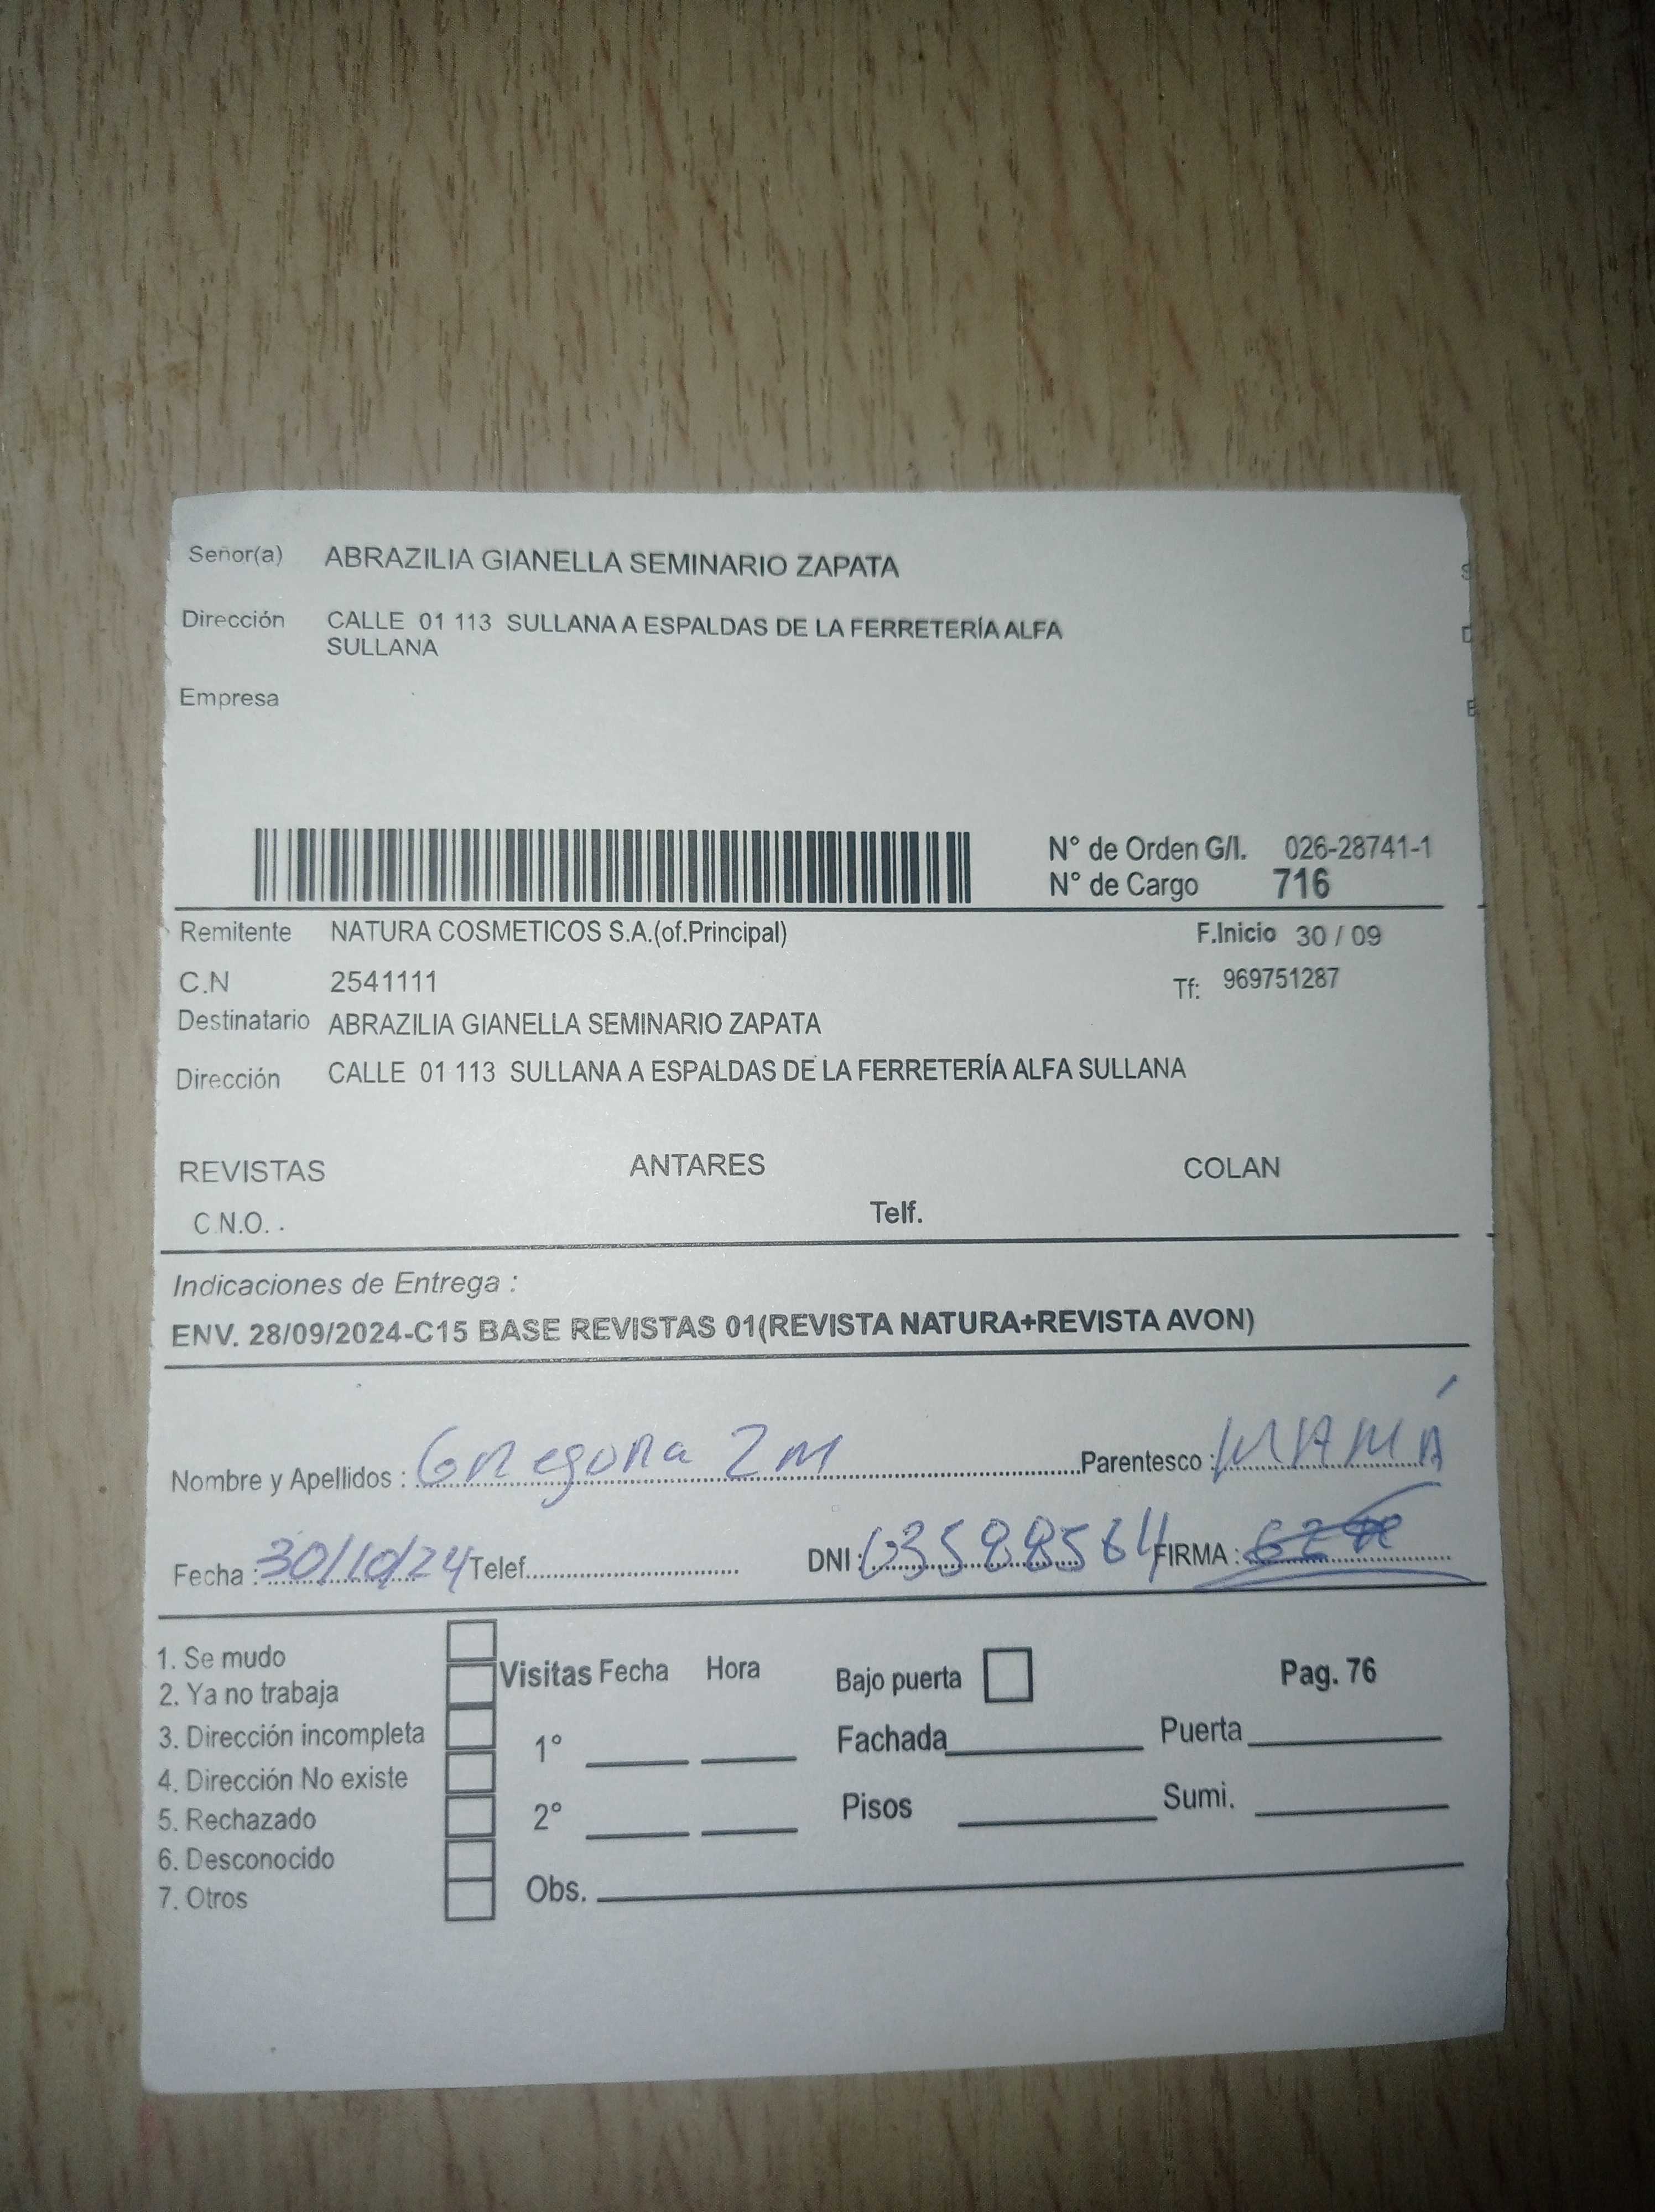 Señor(a) ABRAZILIA GIANELLA SEMINARIO ZAPATA
Dirección CALLE 01 113 SULLANA A ESPALDAS DE LA FERRETERÍA ALFA
SULLANA
Empresa
N° de Orden G/I. 026-28741-1
N° de Cargo 716
Remitente NATURA COSMETICOS S.A.(of.Principal) F.Inicio 30 / 09
C.N 2541111 Tf: 969751287
Destinatario ABRAZILIA GIANELLA SEMINARIO ZAPATA
Dirección CALLE 01 113 SULLANA A ESPALDAS DE LA FERRETERÍA ALFA SULLANA
REVISTAS ANTARES COLAN
C.N.O. . Telf.
Indicaciones de Entrega :
ENV. 28/09/2024-C15 BASE REVISTAS 01(REVISTA NATURA+REVISTA AVON)
Nombre y Apellidos : Gregoria Z M Parentesco : MAMÁ
Fecha : 30/10/24 Telef. DNI : 03588564 FIRMA :
1. Se mudo
2. Ya no trabaja
3. Dirección incompleta
4. Dirección No existe
5. Rechazado
6. Desconocido
7. Otros
Visitas Fecha Hora
1°
2°
Obs.
Bajo puerta Pag. 76
Fachada Puerta
Pisos Sumi.